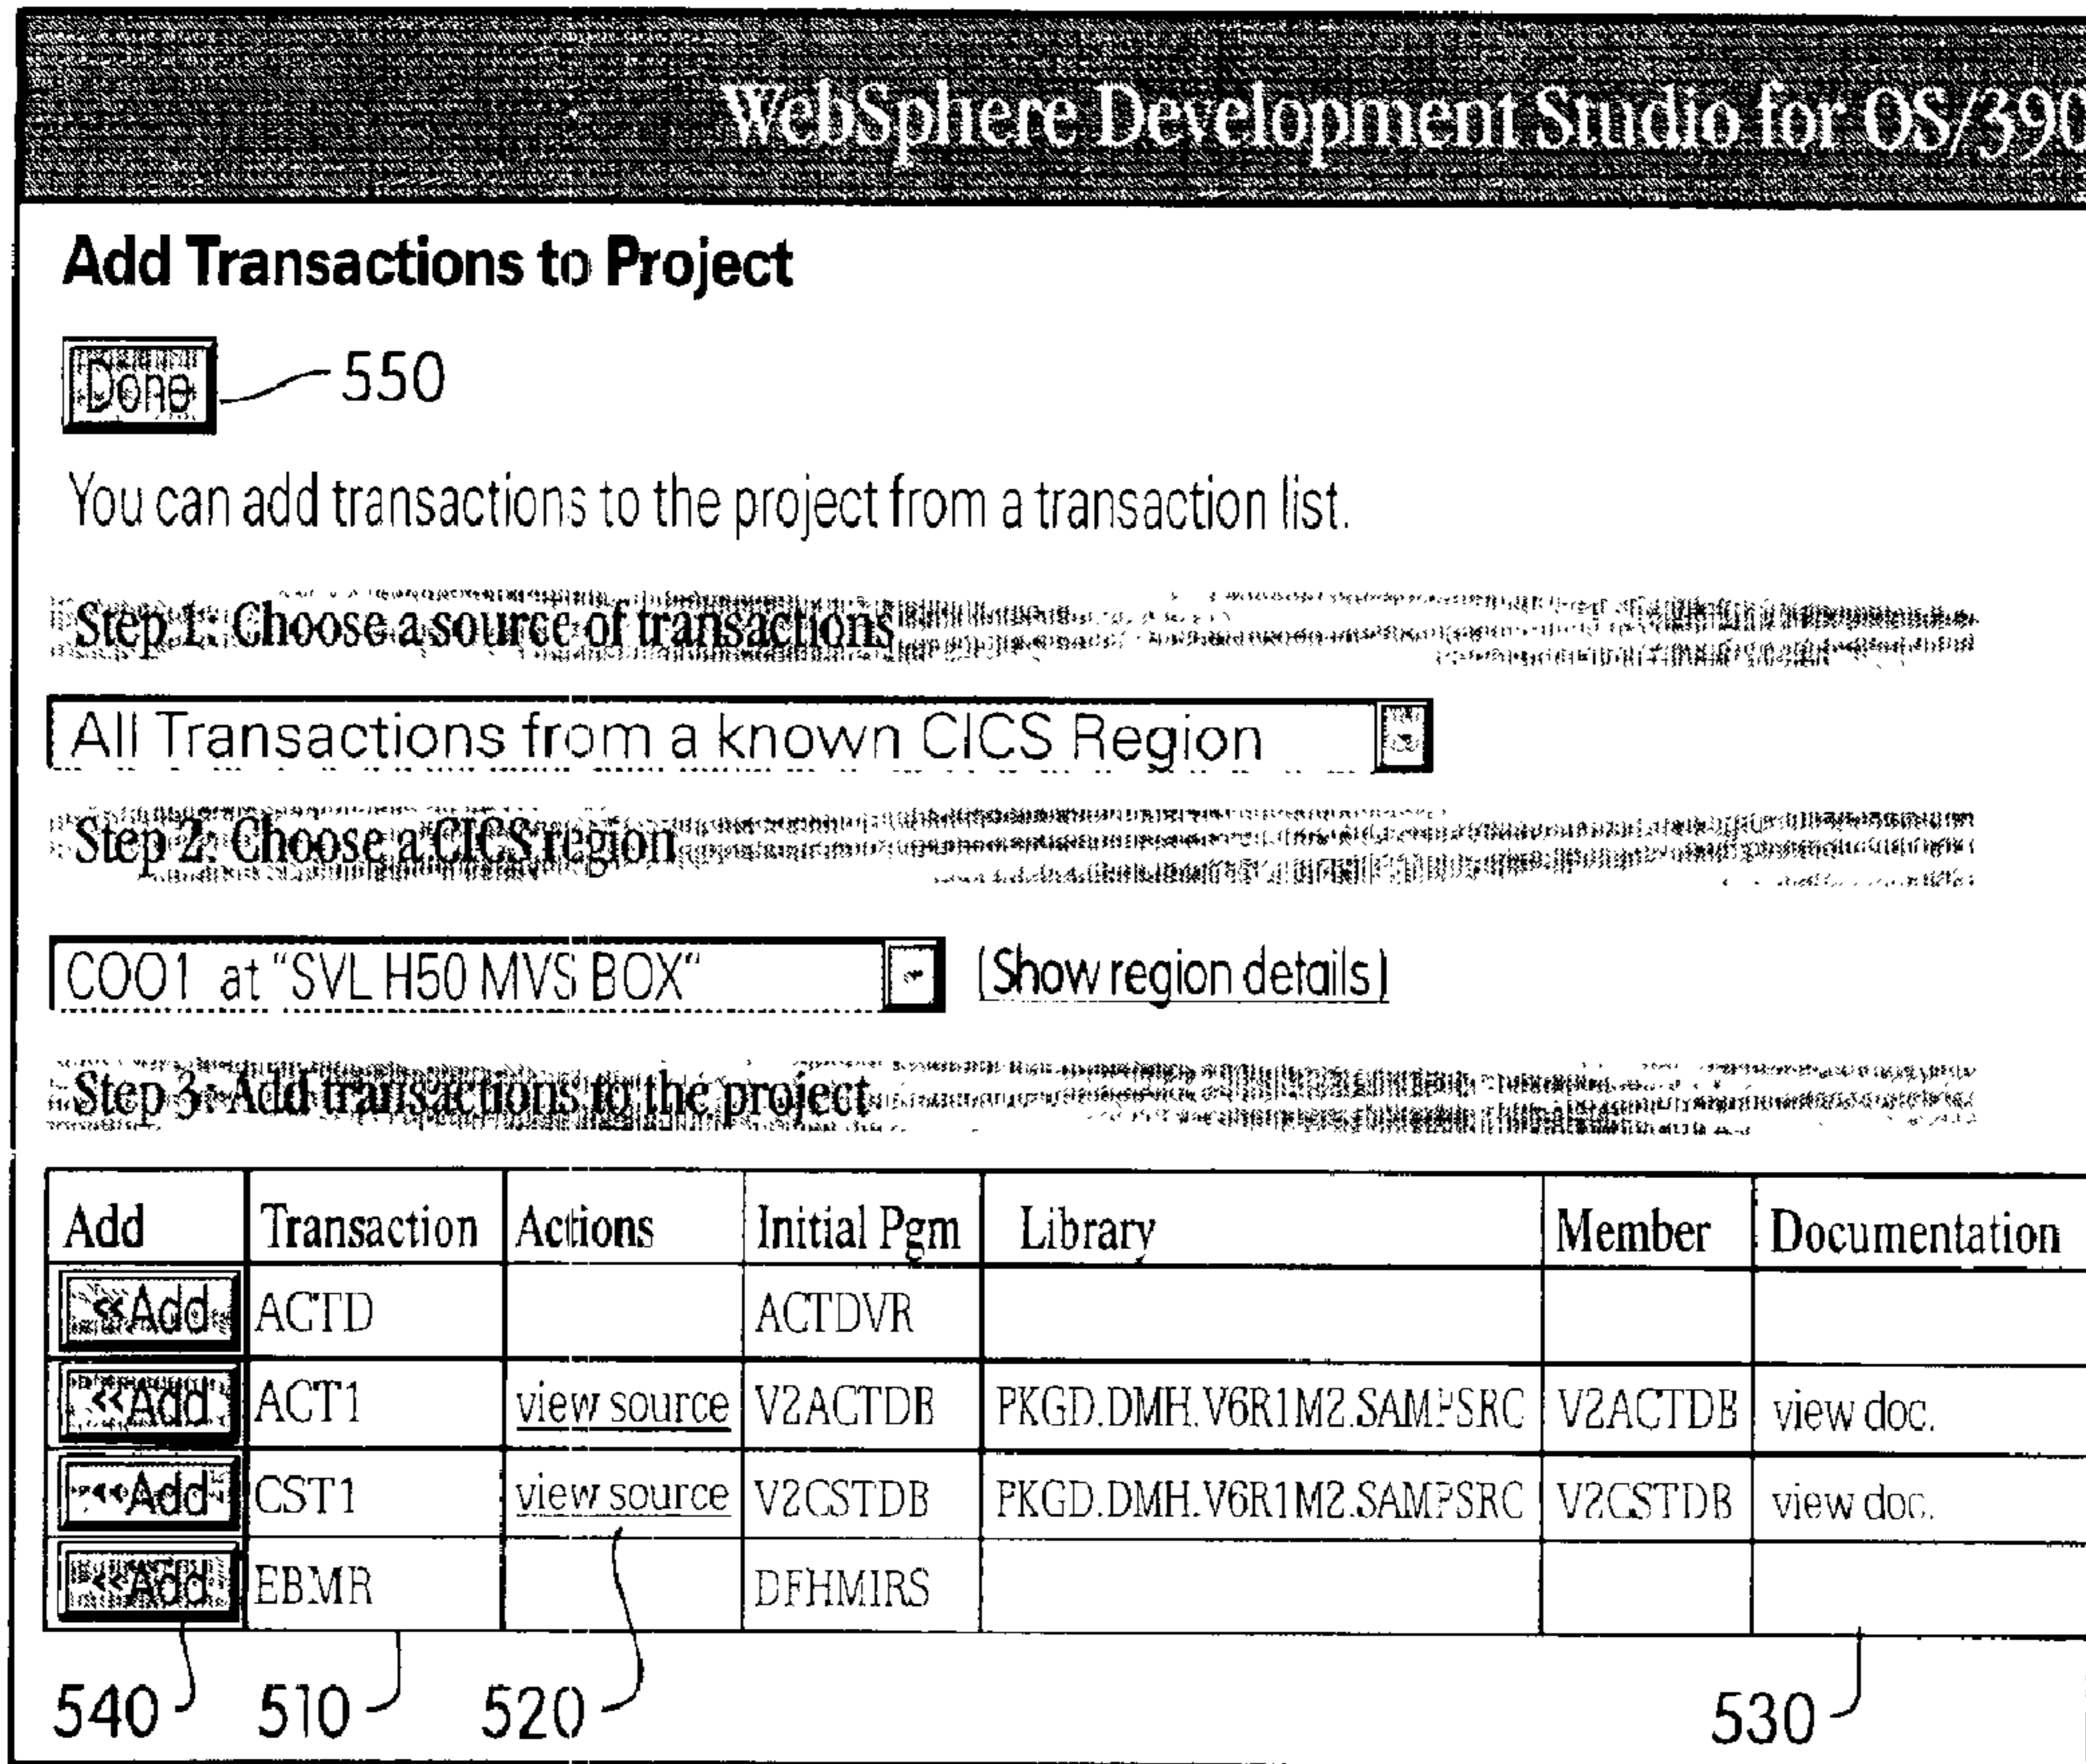 WebSphere Development Studio for OS/390
Add Transactions to Project
Done 550
You can add transactions to the project from a transaction list.
Step 1: Choose a source of transactions
All Transactions from a known CICS Region
Step 2: Choose a CICS region
COO1 at "SVL H50 MVS BOX" (Show region details)
Step 3: Add transactions to the project
Add Transaction Actions Initial Pgm Library Member Documentation
«Add ACTD ACTDVR
«Add ACT1 view source V2ACTDB PKGD.DMH.V6R1M2.SAMPSRC V2ACTDB view doc.
«Add CST1 view source V2CSTDB PKGD.DMH.V6R1M2.SAMPSRC V2CSTDB view doc.
«Add EBMR DFHMIRS
540 510 520 530